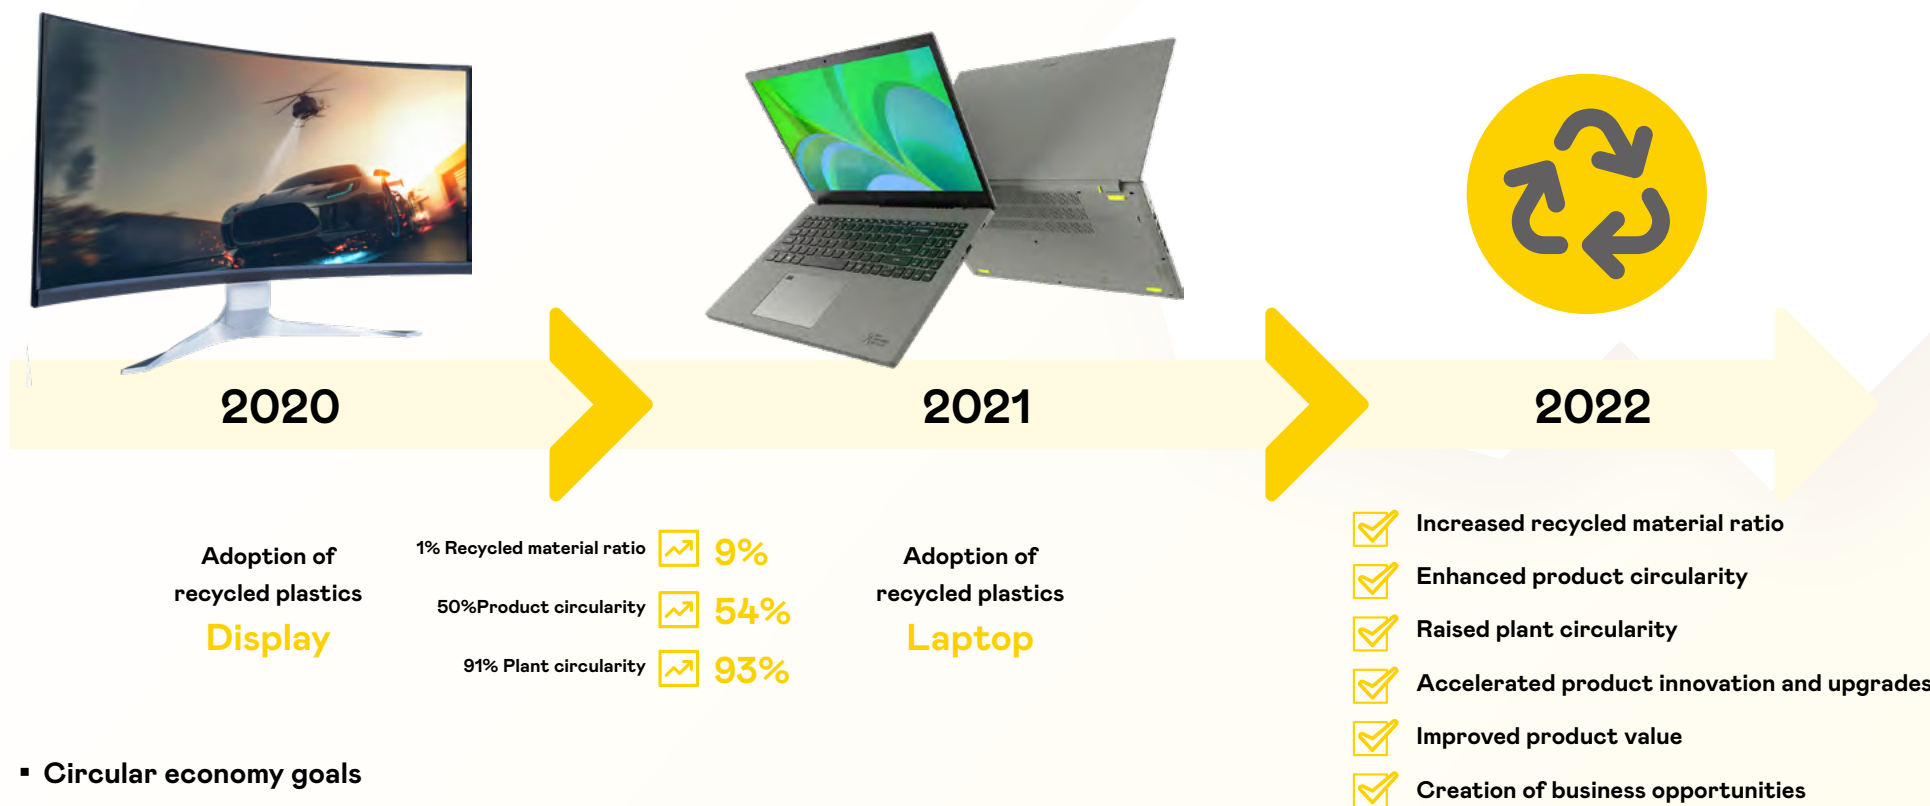 2020
2021
2022
Adoption of
recycled plastics
Display
1% Recycled material ratio 9%
50%Product circularity 54%
91% Plant circularity 93%
Adoption of
recycled plastics
Laptop
Increased recycled material ratio
Enhanced product circularity
Raised plant circularity
Accelerated product innovation and upgrades
Improved product value
Creation of business opportunities
▪ Circular economy goals